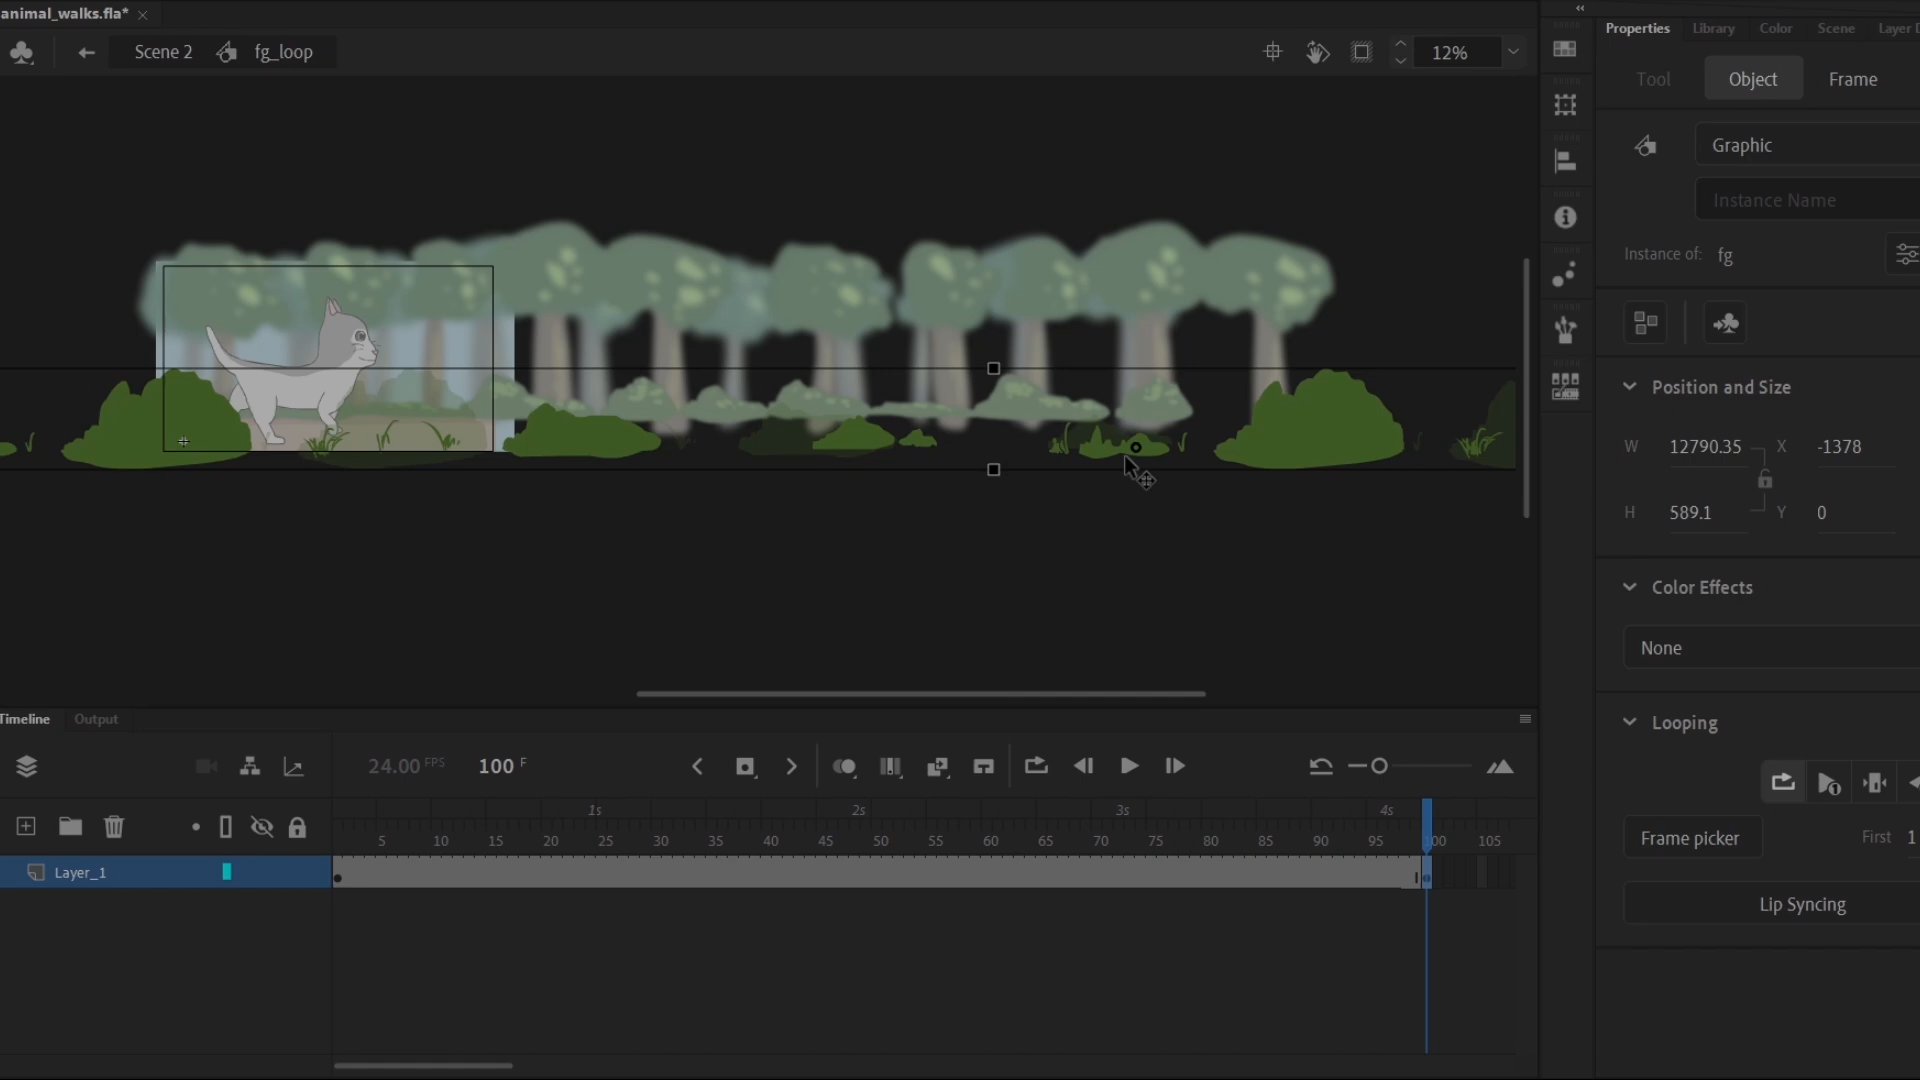 animal_walks.fla*
Properties Library Color Scene Layer D
Scene 2 fg_loop 12%
Tool Object Frame
Graphic
Instance Name
Instance of: fg
Position and Size
W 12790.35 X -1378
H 589.1 Y 0
Color Effects
None
Looping
Frame picker First 1
Lip Syncing
Timeline Output
24.00 FPS 100 F
1s 2s 3s 4s
5 10 15 20 25 30 35 40 45 50 55 60 65 70 75 80 85 90 95 100 105
Layer_1